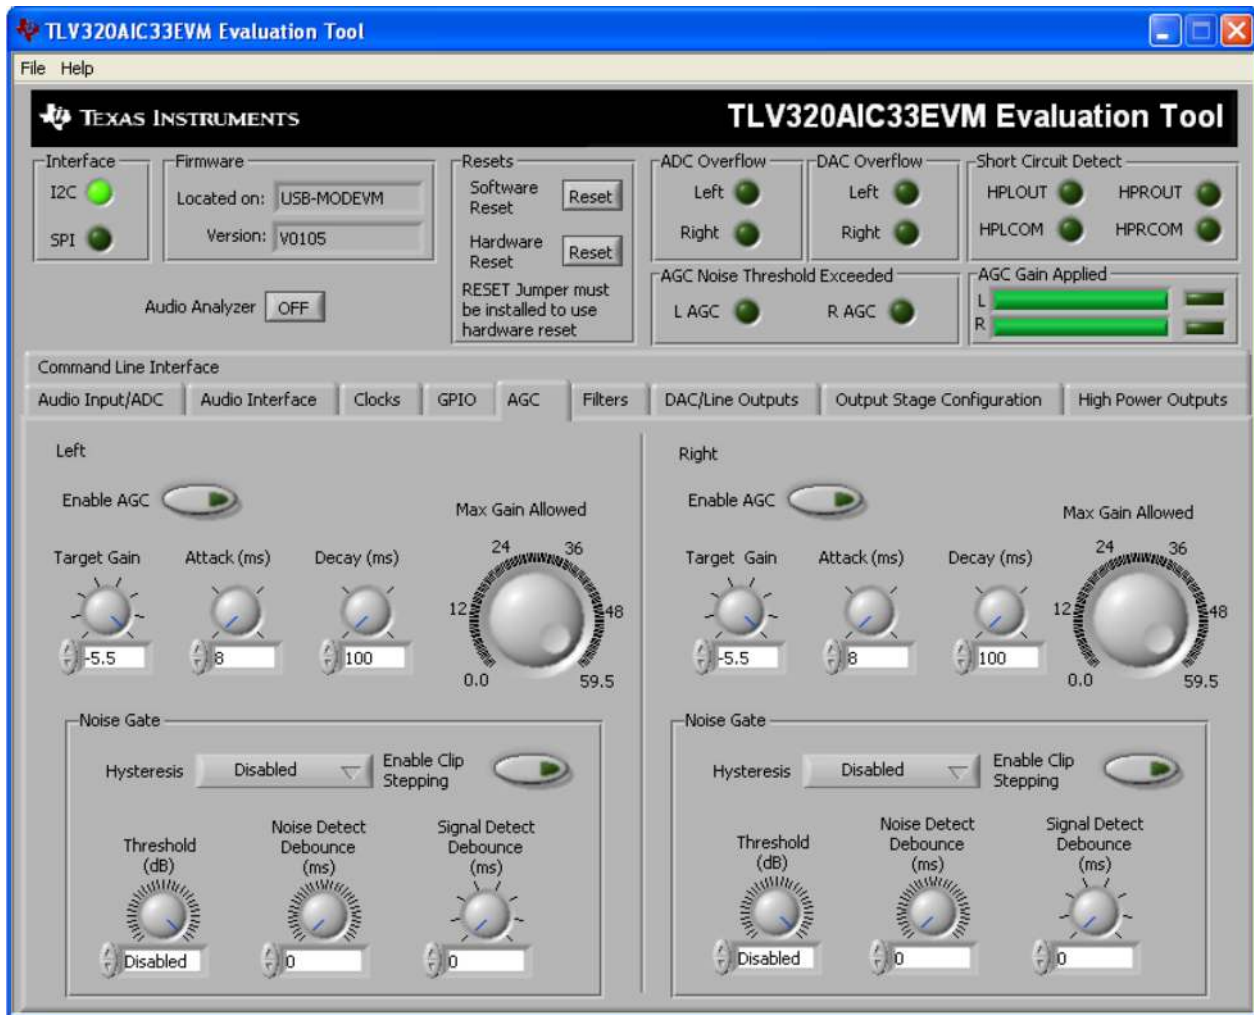 TLV320AIC33EVM Evaluation Tool
File Help
TEXAS INSTRUMENTS
TLV320AIC33EVM Evaluation Tool
Interface
I2C
SPI
Firmware
Located on: USB-MODEVM
Version: V0105
Audio Analyzer OFF
Resets
Software
Reset
Reset
Hardware
Reset
Reset
RESET Jumper must
be installed to use
hardware reset
ADC Overflow
Left
Right
DAC Overflow
Left
Right
Short Circuit Detect
HPLOUT HPROUT
HPLCOM HPRCOM
AGC Noise Threshold Exceeded
L AGC R AGC
AGC Gain Applied
L
R
Command Line Interface
Audio Input/ADC Audio Interface Clocks GPIO AGC Filters DAC/Line Outputs Output Stage Configuration High Power Outputs
Left
Enable AGC
Target Gain Attack (ms) Decay (ms)
-5.5 8 100
Max Gain Allowed
24 36
12 48
0.0 59.5
Noise Gate
Hysteresis Disabled
Enable Clip
Stepping
Threshold
(dB)
Disabled
Noise Detect
Debounce
(ms)
0
Signal Detect
Debounce
(ms)
0
Right
Enable AGC
Target Gain Attack (ms) Decay (ms)
-5.5 8 100
Max Gain Allowed
24 36
12 48
0.0 59.5
Noise Gate
Hysteresis Disabled
Enable Clip
Stepping
Threshold
(dB)
Disabled
Noise Detect
Debounce
(ms)
0
Signal Detect
Debounce
(ms)
0